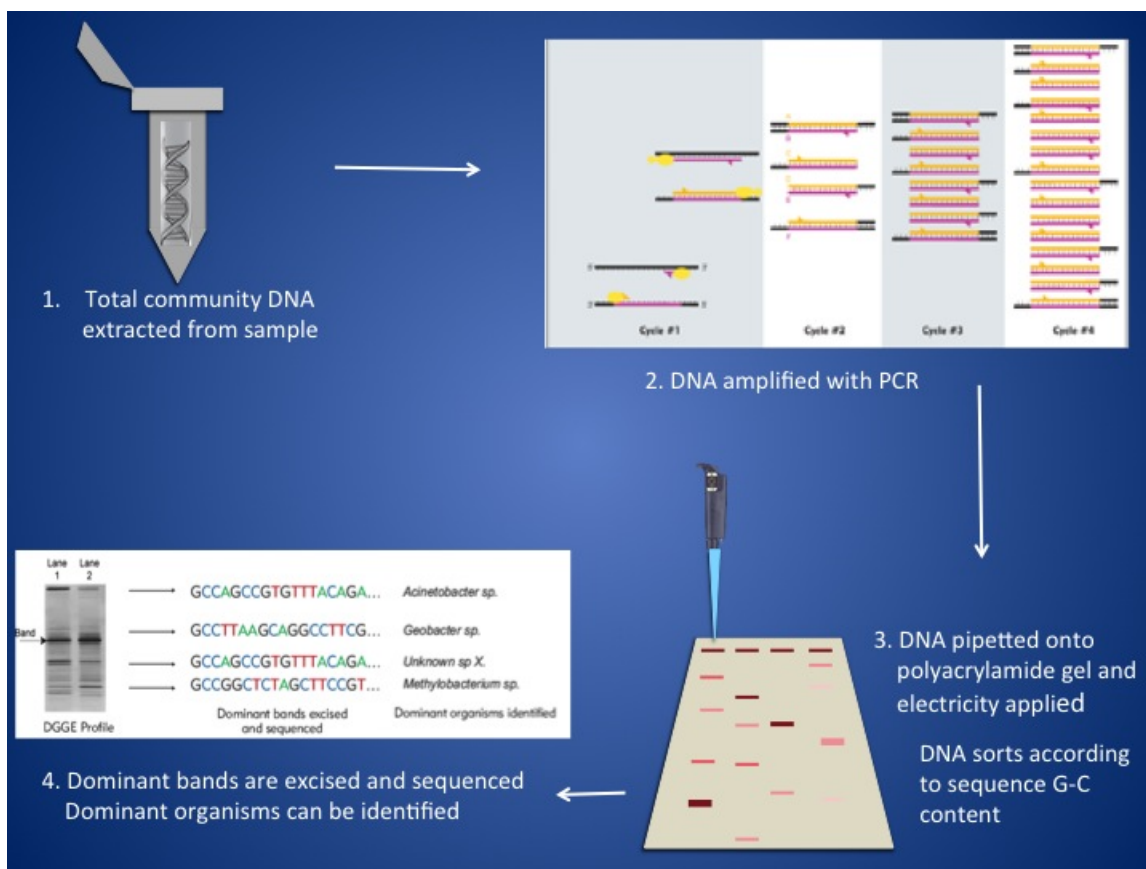 1. Total community DNA
extracted from sample
Cycle #1
Cycle #2
Cycle #3
Cycle #4
2. DNA amplified with PCR
3. DNA pipetted onto
polyacrylamide gel and
electricity applied
DNA sorts according
to sequence G-C
content
Lane
1
Lane
2
Band
GCCAGCCGTGTTTACAGA... Acinetobacter sp.
GCCTTAAGCAGGCCTTCG... Geobacter sp.
GCCAGCCGTGTTTACAGA... Unknown sp X.
GCCGGCTCTAGCTTCCGT... Methylobacterium sp.
DGGE Profile
Dominant bands excised
and sequenced
Dominant organisms identified
4. Dominant bands are excised and sequenced
Dominant organisms can be identified